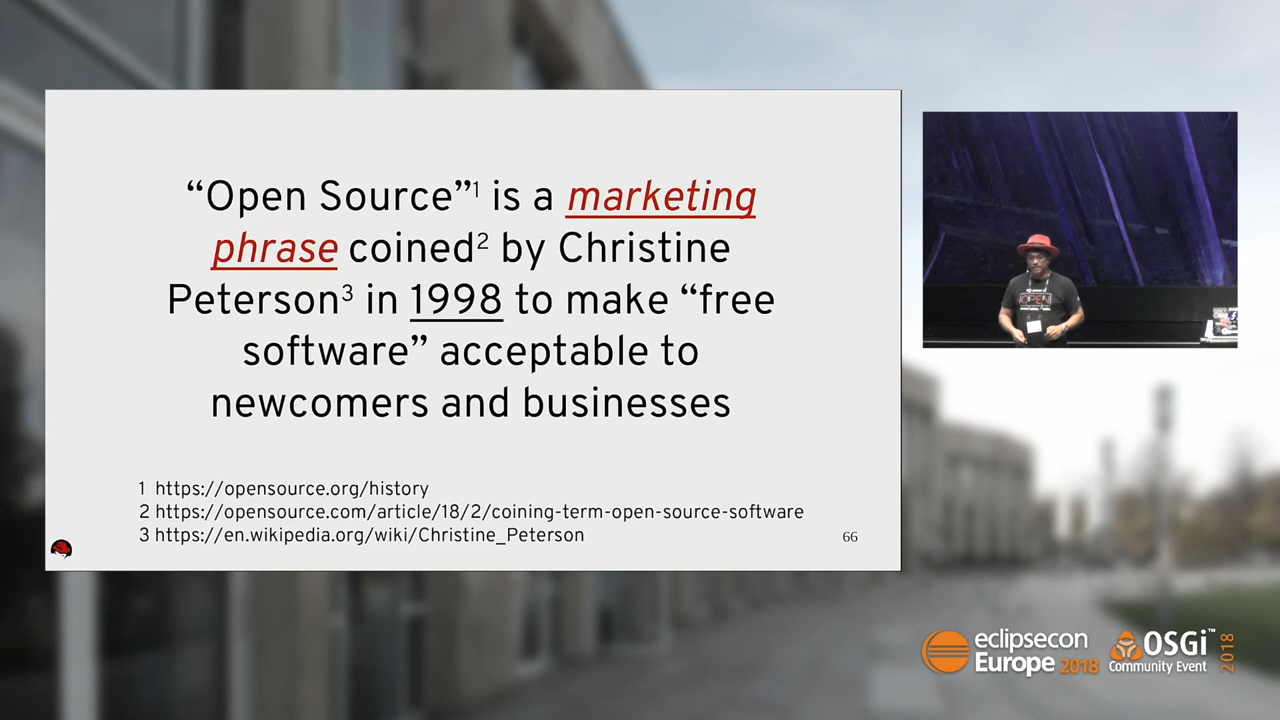 “Open Source”¹ is a marketing
phrase coined² by Christine
Peterson³ in 1998 to make “free
software” acceptable to
newcomers and businesses
1 https://opensource.org/history
2 https://opensource.com/article/18/2/coining-term-open-source-software
3 https://en.wikipedia.org/wiki/Christine_Peterson
66
OPEN
eclipsecon
Europe 2018
OSGi™
Community Event
2018